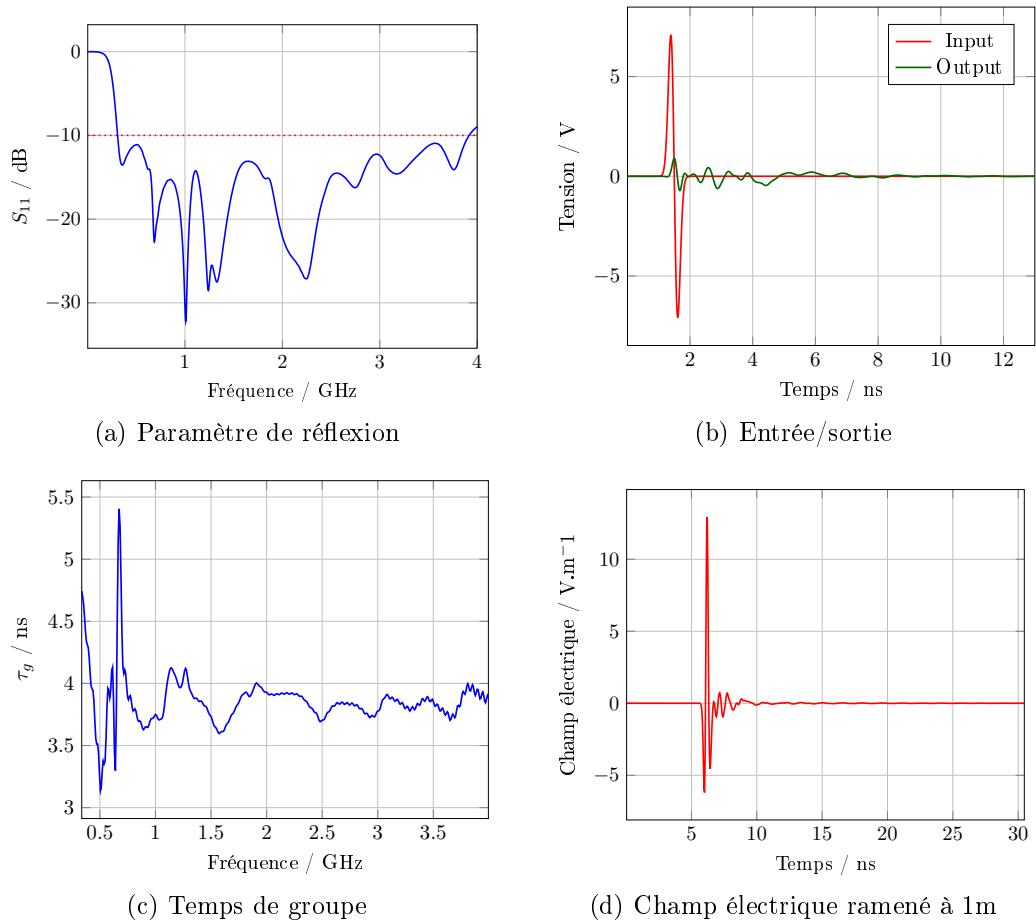 0
−10
−20
−30
1 2 3 4
S11 / dB
Fréquence / GHz
(a) Paramètre de réflexion
5
0
−5
2 4 6 8 10 12
Tension / V
Temps / ns
Input
Output
(b) Entrée/sortie
5.5
5
4.5
4
3.5
3
0.5 1 1.5 2 2.5 3 3.5
τg / ns
Fréquence / GHz
(c) Temps de groupe
10
5
0
−5
5 10 15 20 25 30
Champ électrique / V.m−1
Temps / ns
(d) Champ électrique ramené à 1m